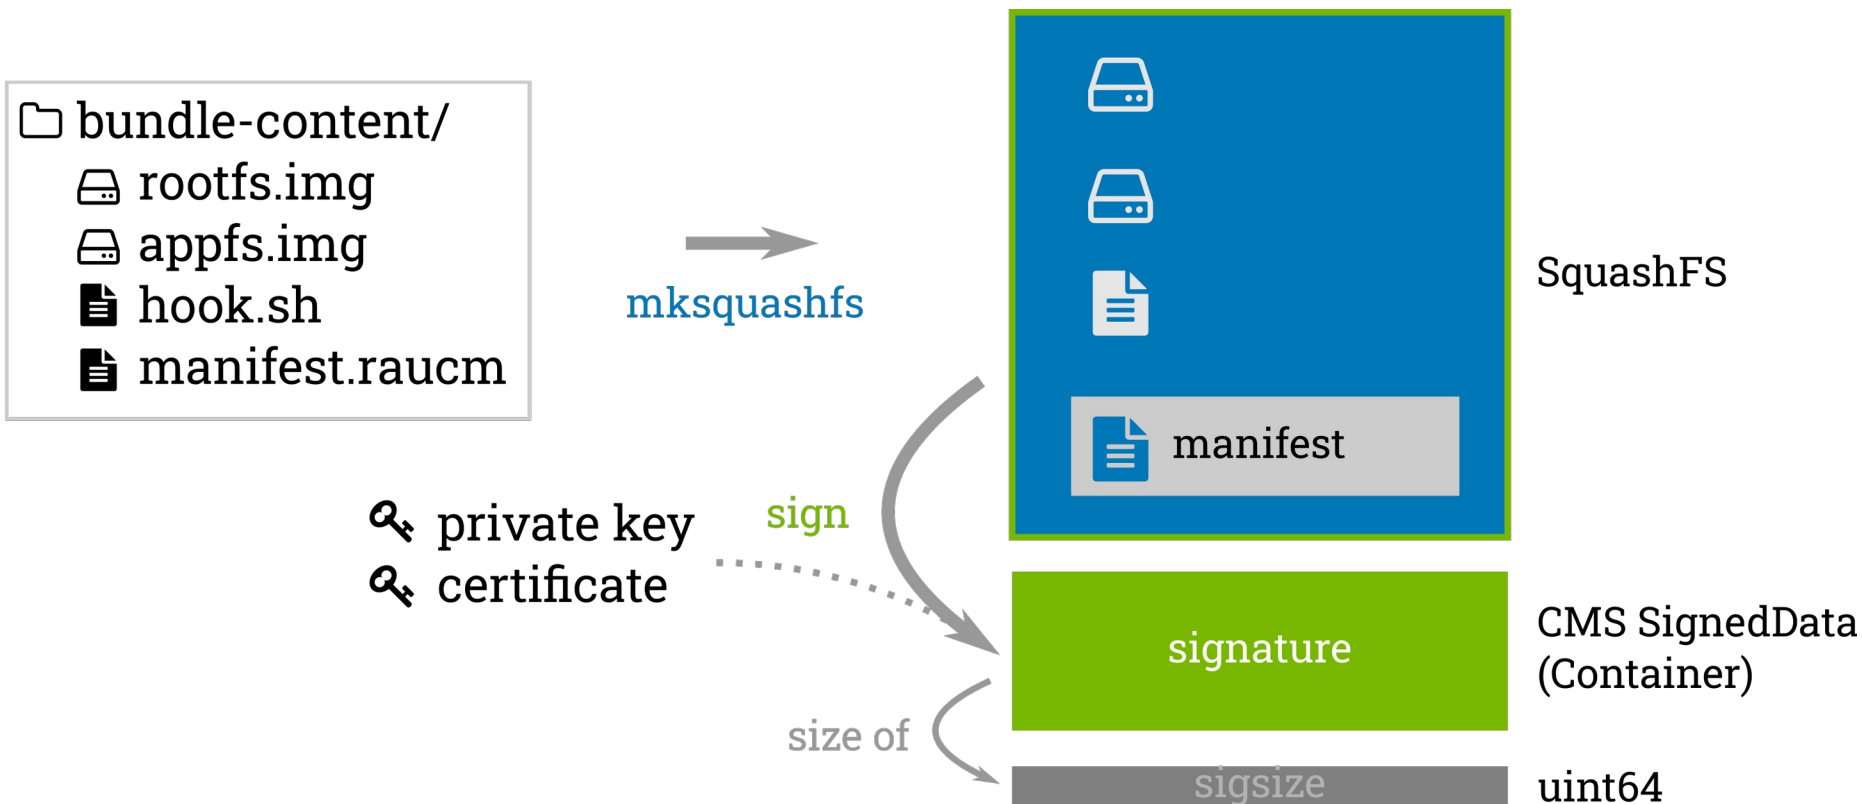 bundle-content/
rootfs.img
appfs.img
hook.sh
manifest.raucm
mksquashfs
SquashFS
manifest
private key
certificate
sign
signature
CMS SignedData
(Container)
size of
sigsize
uint64